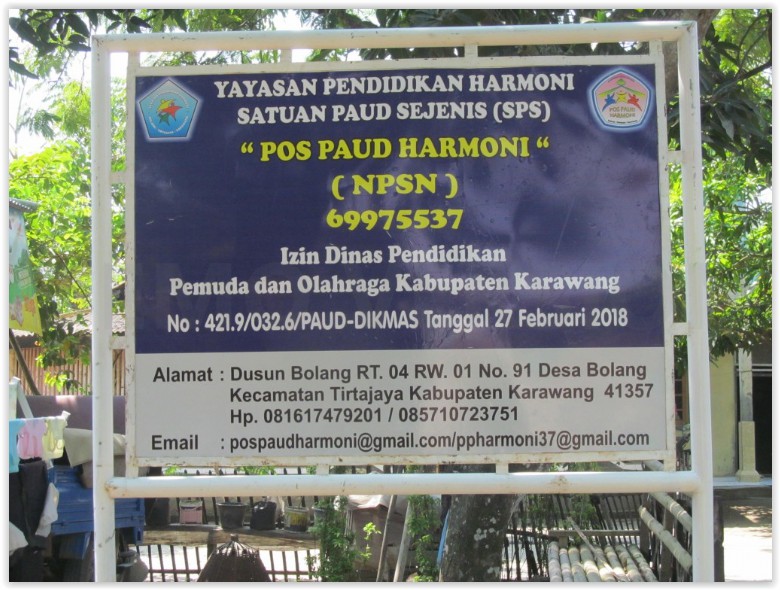 YAYASAN PENDIDIKAN HARMONI
SATUAN PAUD SEJENIS (SPS)
“ POS PAUD HARMONI “
( NPSN )
69975537
Izin Dinas Pendidikan
Pemuda dan Olahraga Kabupaten Karawang
No : 421.9/032.6/PAUD-DIKMAS Tanggal 27 Februari 2018
Alamat : Dusun Bolang RT. 04 RW. 01 No. 91 Desa Bolang
Kecamatan Tirtajaya Kabupaten Karawang 41357
Hp. 081617479201 / 085710723751
Email : pospaudharmoni@gmail.com/ppharmoni37@gmail.com
POS PAUD
HARMONI